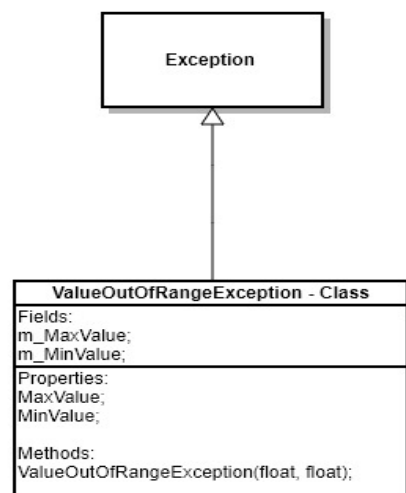 Exception
ValueOutOfRangeException - Class
Fields:
m_MaxValue;
m_MinValue;
Properties:
MaxValue;
MinValue;
Methods:
ValueOutOfRangeException(float, float);